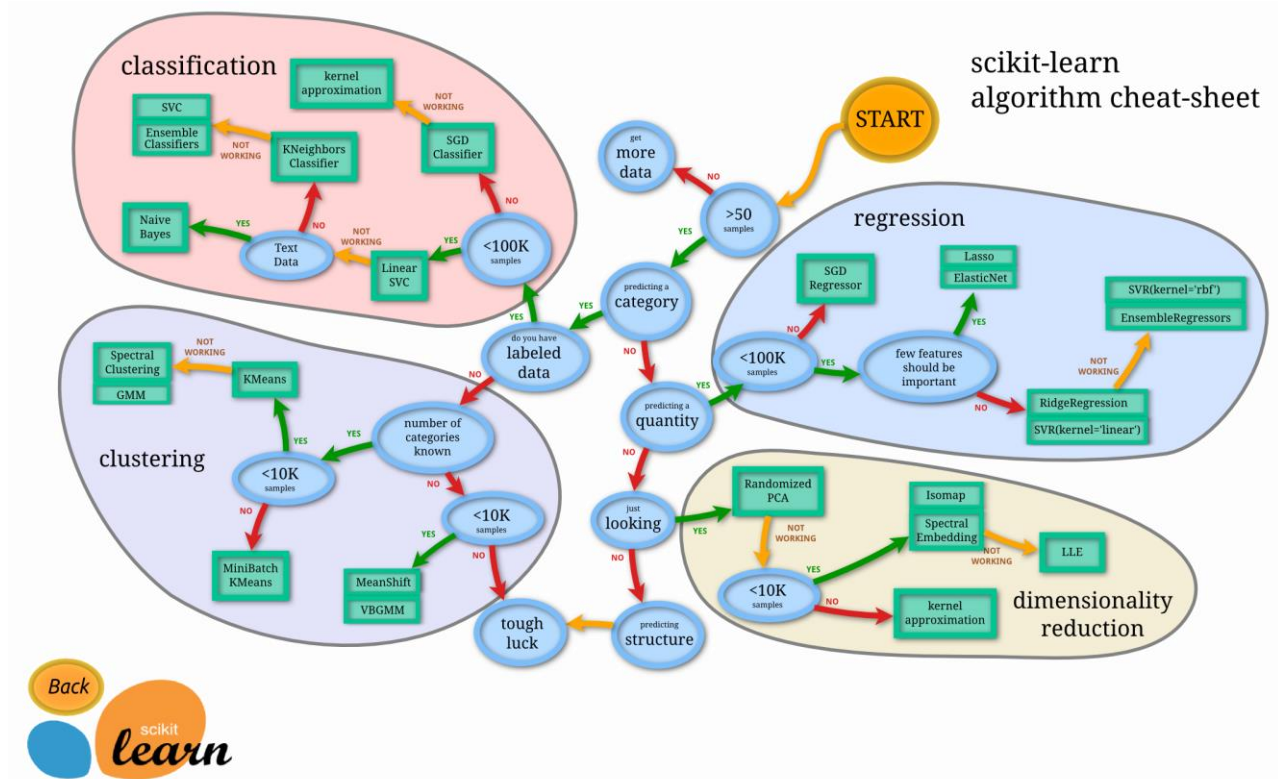 scikit-learn
algorithm cheat-sheet
START
classification
kernel
approximation
NOT
WORKING
SVC
Ensemble
Classifiers
NOT
WORKING
KNeighbors
Classifier
SGD
Classifier
NO
Naive
Bayes
YES
NO
Text
Data
NOT
WORKING
Linear
SVC
YES
<100K
samples
YES
get
more
data
NO
>50
samples
YES
predicting a
category
YES
NO
do you have
labeled
data
NO
predicting a
quantity
YES
NO
just
looking
YES
NO
predicting
structure
tough
luck
regression
SGD
Regressor
NO
<100K
samples
YES
Lasso
ElasticNet
YES
few features
should be
important
NO
SVR(kernel='rbf')
EnsembleRegressors
NOT
WORKING
RidgeRegression
SVR(kernel='linear')
clustering
Spectral
Clustering
GMM
NOT
WORKING
KMeans
YES
<10K
samples
NO
MiniBatch
KMeans
YES
number of
categories
known
NO
<10K
samples
YES
NO
MeanShift
VBGMM
dimensionality
reduction
Randomized
PCA
NOT
WORKING
<10K
samples
YES
NO
Isomap
Spectral
Embedding
NOT
WORKING
LLE
kernel
approximation
Back
scikit
learn